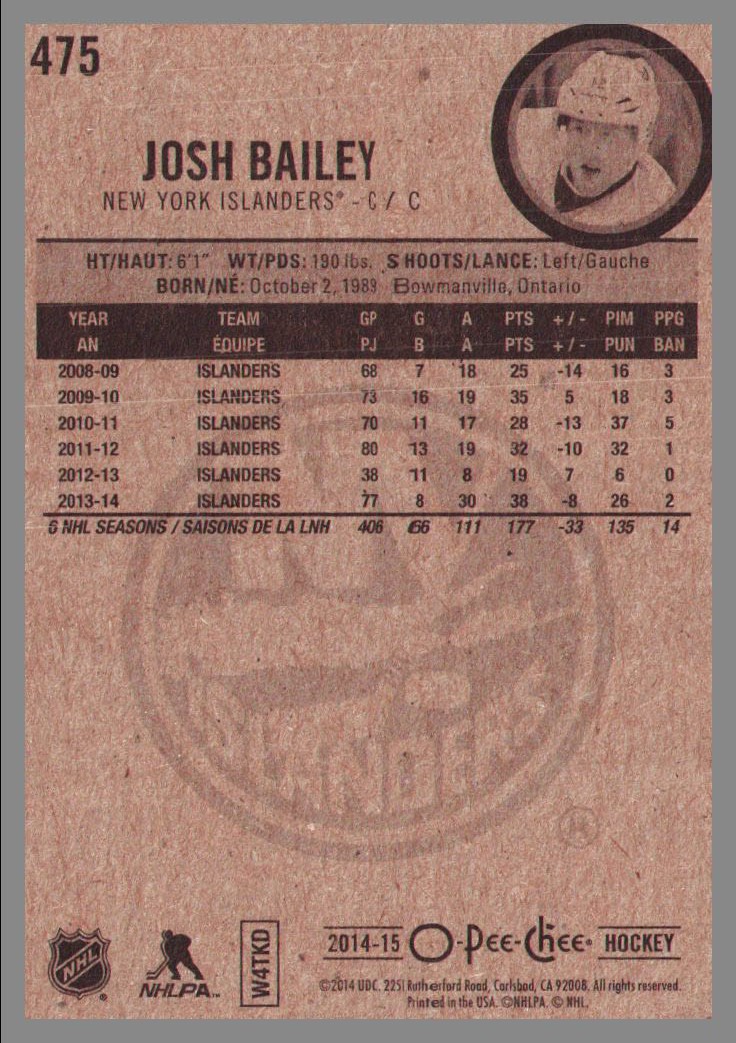 475
JOSH BAILEY
NEW YORK ISLANDERS® - C / C
HT/HAUT: 6'1" WT/PDS: 190 lbs. SHOOTS/LANCE: Left/Gauche
BORN/NÉ: October 2, 1989 Bowmanville, Ontario
YEAR TEAM GP G A PTS +/- PIM PPG
AN ÉQUIPE PJ B A PTS +/- PUN BAN
2008-09 ISLANDERS 68 7 18 25 -14 16 3
2009-10 ISLANDERS 73 16 19 35 5 18 3
2010-11 ISLANDERS 70 11 17 28 -13 37 5
2011-12 ISLANDERS 80 13 19 32 -10 32 1
2012-13 ISLANDERS 38 11 8 19 7 6 0
2013-14 ISLANDERS 77 8 30 38 -8 26 2
6 NHL SEASONS / SAISONS DE LA LNH 406 66 111 177 -33 135 14
ISLANDERS
®
NHL ®
NHLPA™
W4TKD
2014-15 O-Pee-Chee® HOCKEY
©2014 UDC. 2251 Rutherford Road, Carlsbad, CA 92008. All rights reserved.
Printed in the USA. ©NHLPA. © NHL.